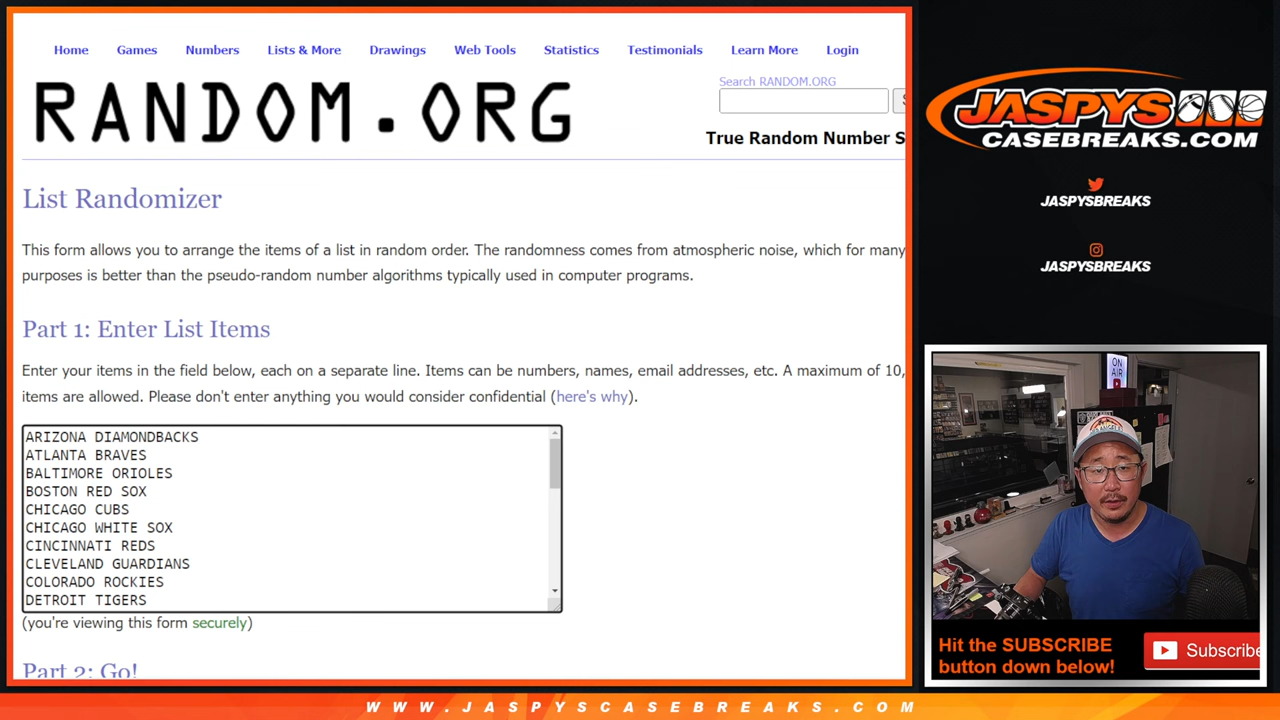 Home Games Numbers Lists & More Drawings Web Tools Statistics Testimonials Learn More Login
RANDOM.ORG
Search RANDOM.ORG
True Random Number S
List Randomizer
This form allows you to arrange the items of a list in random order. The randomness comes from atmospheric noise, which for many
purposes is better than the pseudo-random number algorithms typically used in computer programs.
Part 1: Enter List Items
Enter your items in the field below, each on a separate line. Items can be numbers, names, email addresses, etc. A maximum of 10,
items are allowed. Please don't enter anything you would consider confidential (here's why).
ARIZONA DIAMONDBACKS
ATLANTA BRAVES
BALTIMORE ORIOLES
BOSTON RED SOX
CHICAGO CUBS
CHICAGO WHITE SOX
CINCINNATI REDS
CLEVELAND GUARDIANS
COLORADO ROCKIES
DETROIT TIGERS
(you're viewing this form securely)
Part 2: Go!
JASPYS
CASEBREAKS.COM
JASPYSBREAKS
JASPYSBREAKS
ON
AIR
Hit the SUBSCRIBE
button down below!
Subscribe
WWW.JASPYSCASEBREAKS.COM